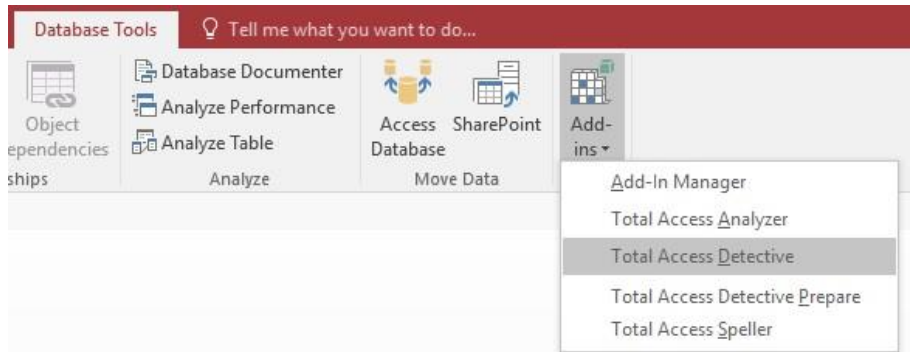 Database Tools
Tell me what you want to do...
Object
ependencies
ships
Database Documenter
Analyze Performance
Analyze Table
Analyze
Access
Database
SharePoint
Move Data
Add-
ins
Add-In Manager
Total Access Analyzer
Total Access Detective
Total Access Detective Prepare
Total Access Speller